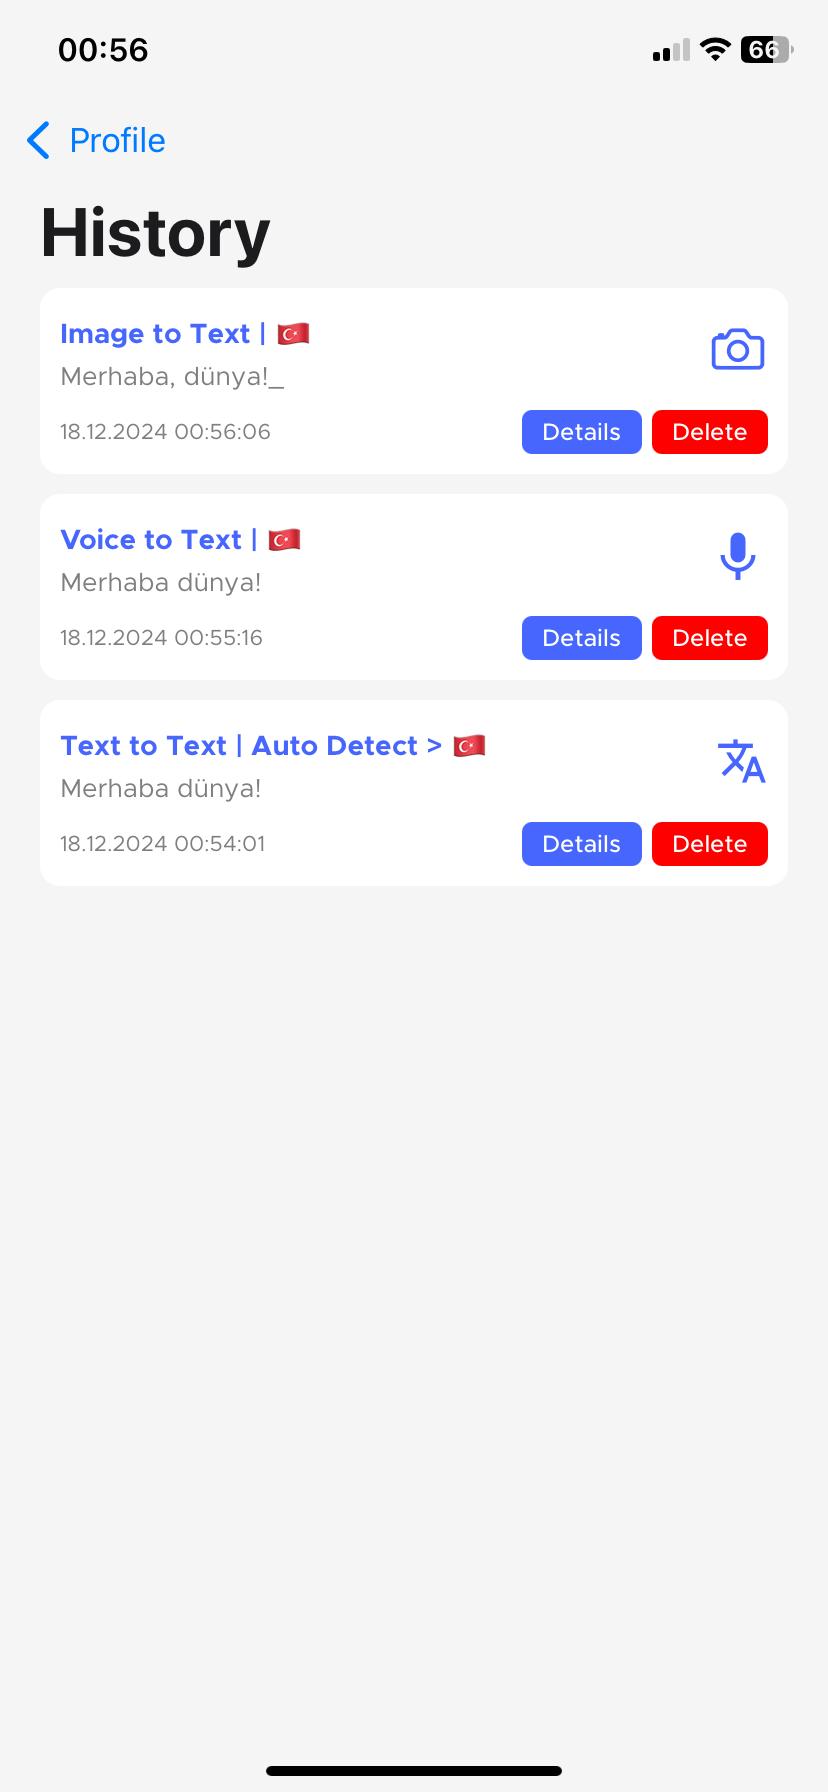 00:56
66
Profile
History
Image to Text | 🇹🇷
Merhaba, dünya!_
18.12.2024 00:56:06
Details
Delete
Voice to Text | 🇹🇷
Merhaba dünya!
18.12.2024 00:55:16
Details
Delete
Text to Text | Auto Detect > 🇹🇷
Merhaba dünya!
18.12.2024 00:54:01
Details
Delete